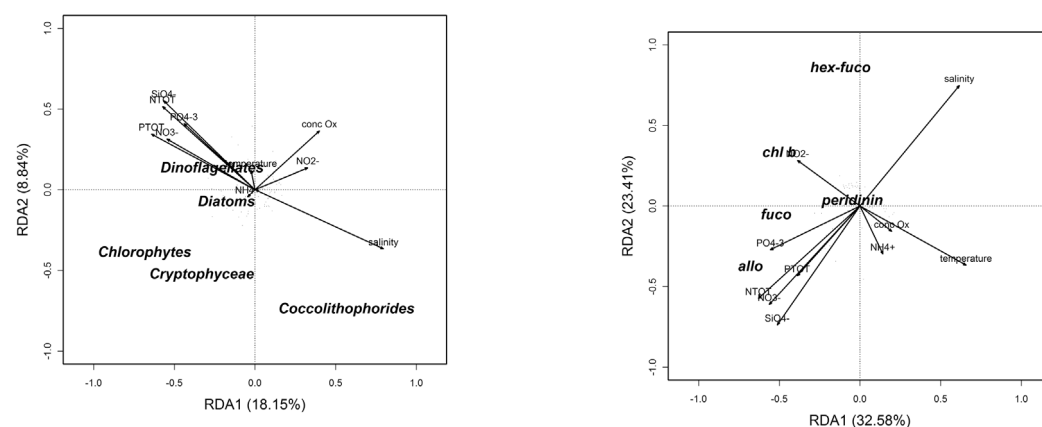 1.0
0.5
0.0
-0.5
-1.0
RDA2 (8.84%)
SiO4-
NTOT
PO4-3
PTOT
NO3-
conc Ox
NO2-
temperature
Dinoflagellates
NH4
Diatoms
salinity
Chlorophytes
Cryptophyceae
Coccolithophorides
-1.0 -0.5 0.0 0.5 1.0
RDA1 (18.15%)
1.0
0.5
0.0
-0.5
-1.0
RDA2 (23.41%)
hex-fuco
salinity
chl b
NO2-
peridinin
fuco
conc Ox
PO4-3
NH4+
allo
PTOT
temperature
NTOT
NO3-
SiO4-
-1.0 -0.5 0.0 0.5 1.0
RDA1 (32.58%)